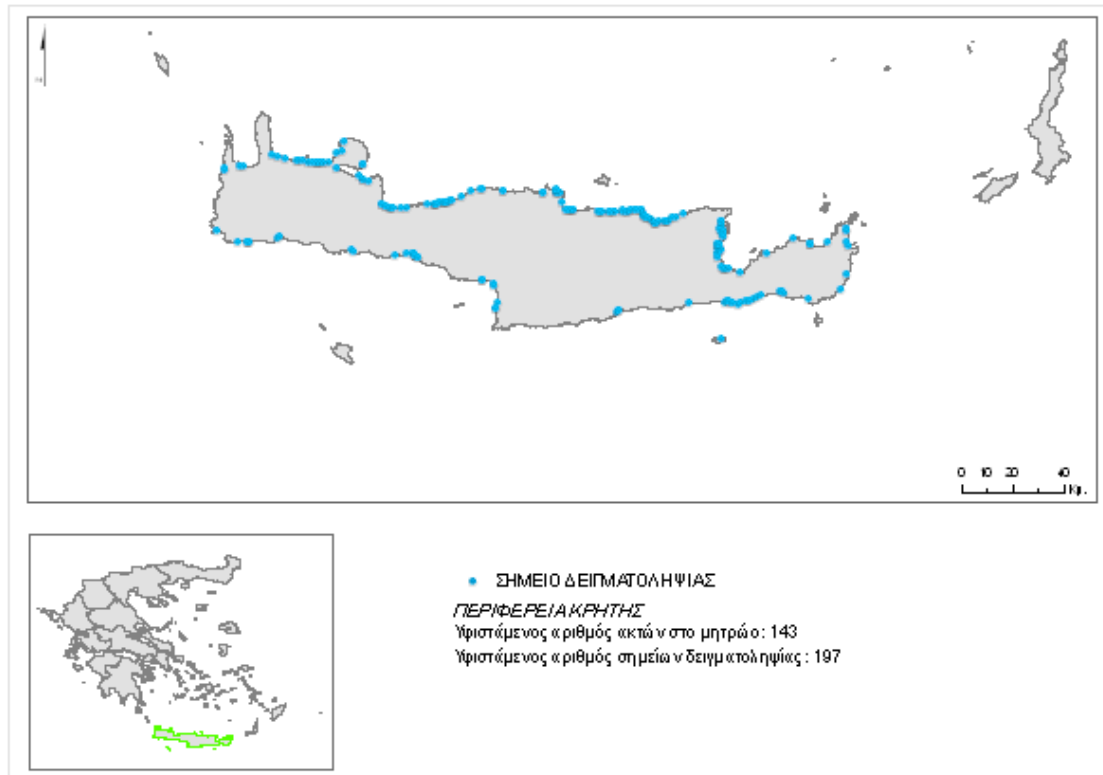 0 10 20 40
Κμ.
ΣΗΜΕΙΟ ΔΕΙΓΜΑΤΟΛΗΨΙΑΣ
ΠΕΡΙΦΕΡΕΙΑ ΚΡΗΤΗΣ
Υφιστάμενος αριθμός ακτών στο μητρώο: 143
Υφιστάμενος αριθμός σημείων δειγματοληψίας : 197